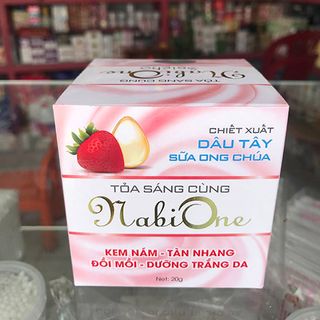 TỎA SÁNG CÙNG
NabiOne
CHIẾT XUẤT
DÂU TÂY
SỮA ONG CHÚA
TỎA SÁNG CÙNG
NabiOne
KEM NÁM - TÀN NHANG
ĐỒI MỒI - DƯỠNG TRẮNG DA
Net: 20g